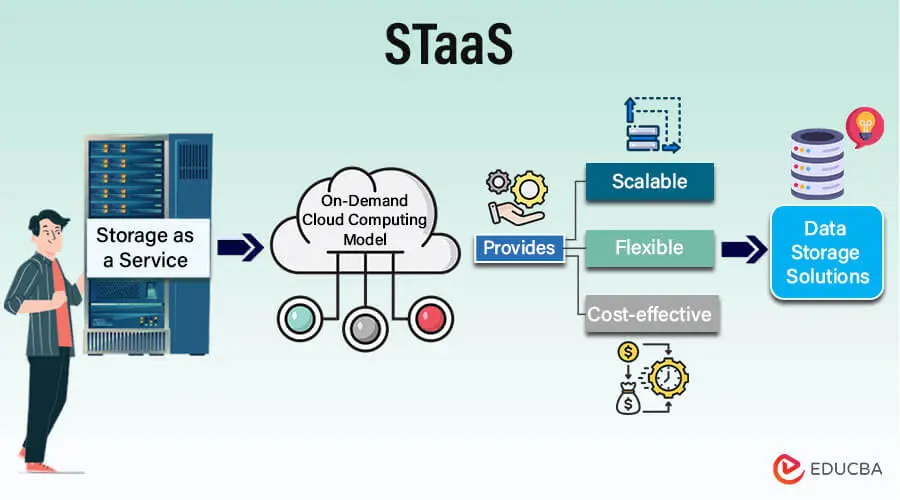 STaaS
Storage as
a Service
On-Demand
Cloud Computing
Model
Provides
Scalable
Flexible
Cost-effective
$
$
Data
Storage
Solutions
EDUCBA